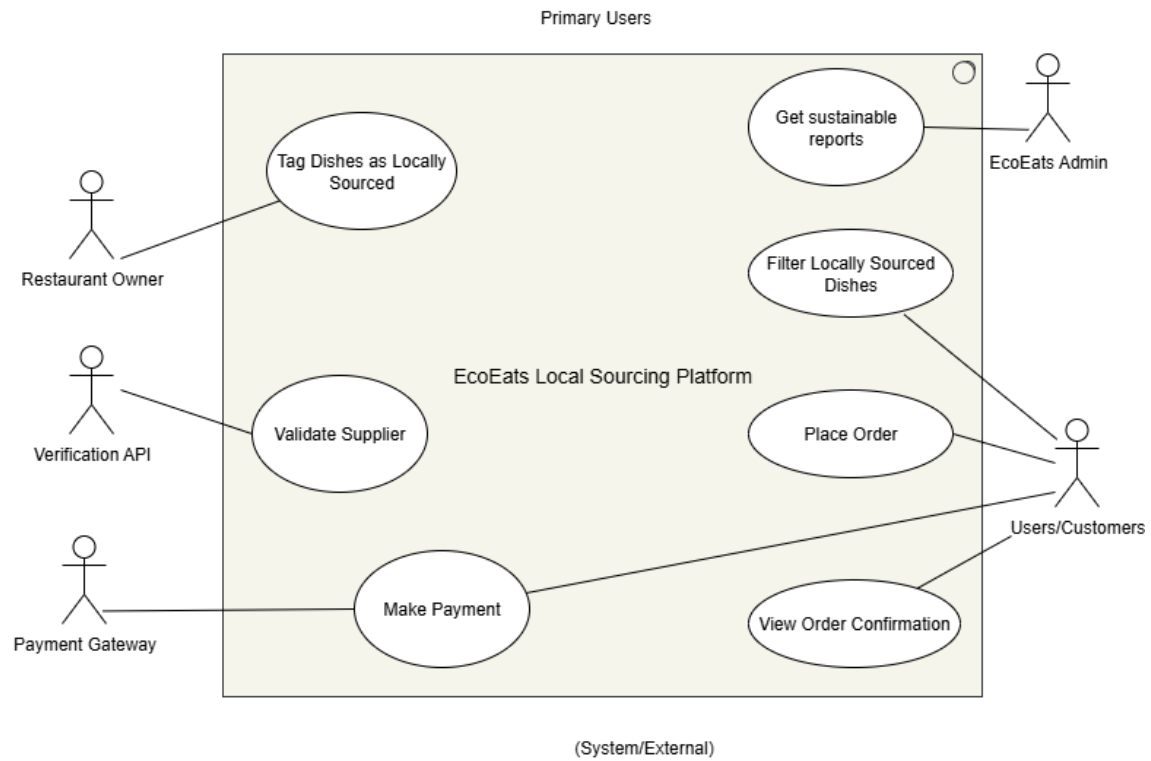 Primary Users
Get sustainable
reports
EcoEats Admin
Tag Dishes as Locally
Sourced
Restaurant Owner
Filter Locally Sourced
Dishes
EcoEats Local Sourcing Platform
Validate Supplier
Verification API
Place Order
Users/Customers
Make Payment
Payment Gateway
View Order Confirmation
(System/External)